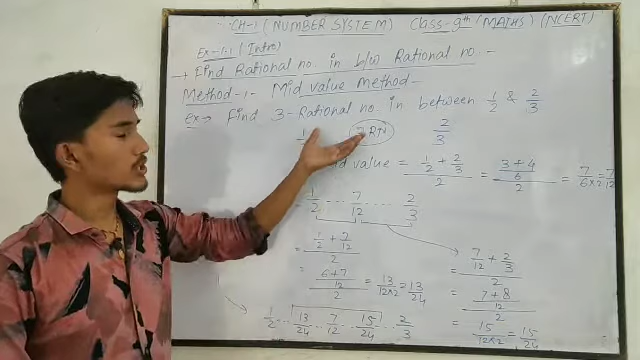 CH-1 (NUMBER SYSTEM) Class-9th (MATHS) (NCERT)
Ex-1.1 (Intro)
→ Find Rational no. in b/w Rational no. -
Method-1- Mid value Method-
Ex→ Find 3-Rational no. in between 1/2 & 2/3
1 3 RN 2/3
mid value = (1/2 + 2/3)/2 = ((3+4)/6)/2 = 7/(6×2) = 7/12
1/2 ---- 7/12 .... 2/3
= (1/2 + 7/12)/2 = (7/12 + 2/3)/2
= ((6+7)/12)/2 = 13/(12×2) = 13/24 = ((7+8)/12)/2
1/2 --- 13/24 ... 7/12 ... 15/24 ... 2/3 = 15/(12×2) = 15/24